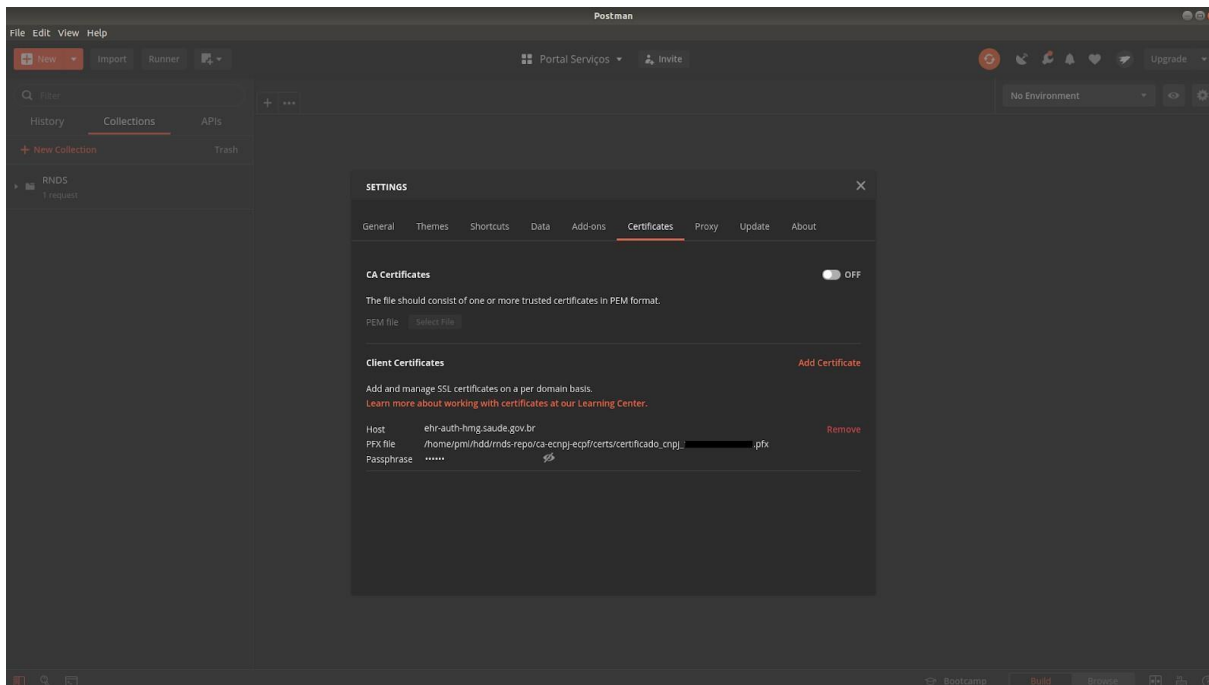 Postman
File Edit View Help
New Import Runner
Portal Serviços Invite
Upgrade
Filter
No Environment
History Collections APIs
+ New Collection Trash
RNDS
1 request
SETTINGS
General Themes Shortcuts Data Add-ons Certificates Proxy Update About
CA Certificates OFF
The file should consist of one or more trusted certificates in PEM format.
PEM file Select File
Client Certificates Add Certificate
Add and manage SSL certificates on a per domain basis.
Learn more about working with certificates at our Learning Center.
Host ehr-auth-hmg.saude.gov.br Remove
PFX file /home/pml/hdd/rnds-repo/ca-ecnpj-ecpf/certs/certificado_cnpj_ .pfx
Passphrase ••••••
Bootcamp Build Browse